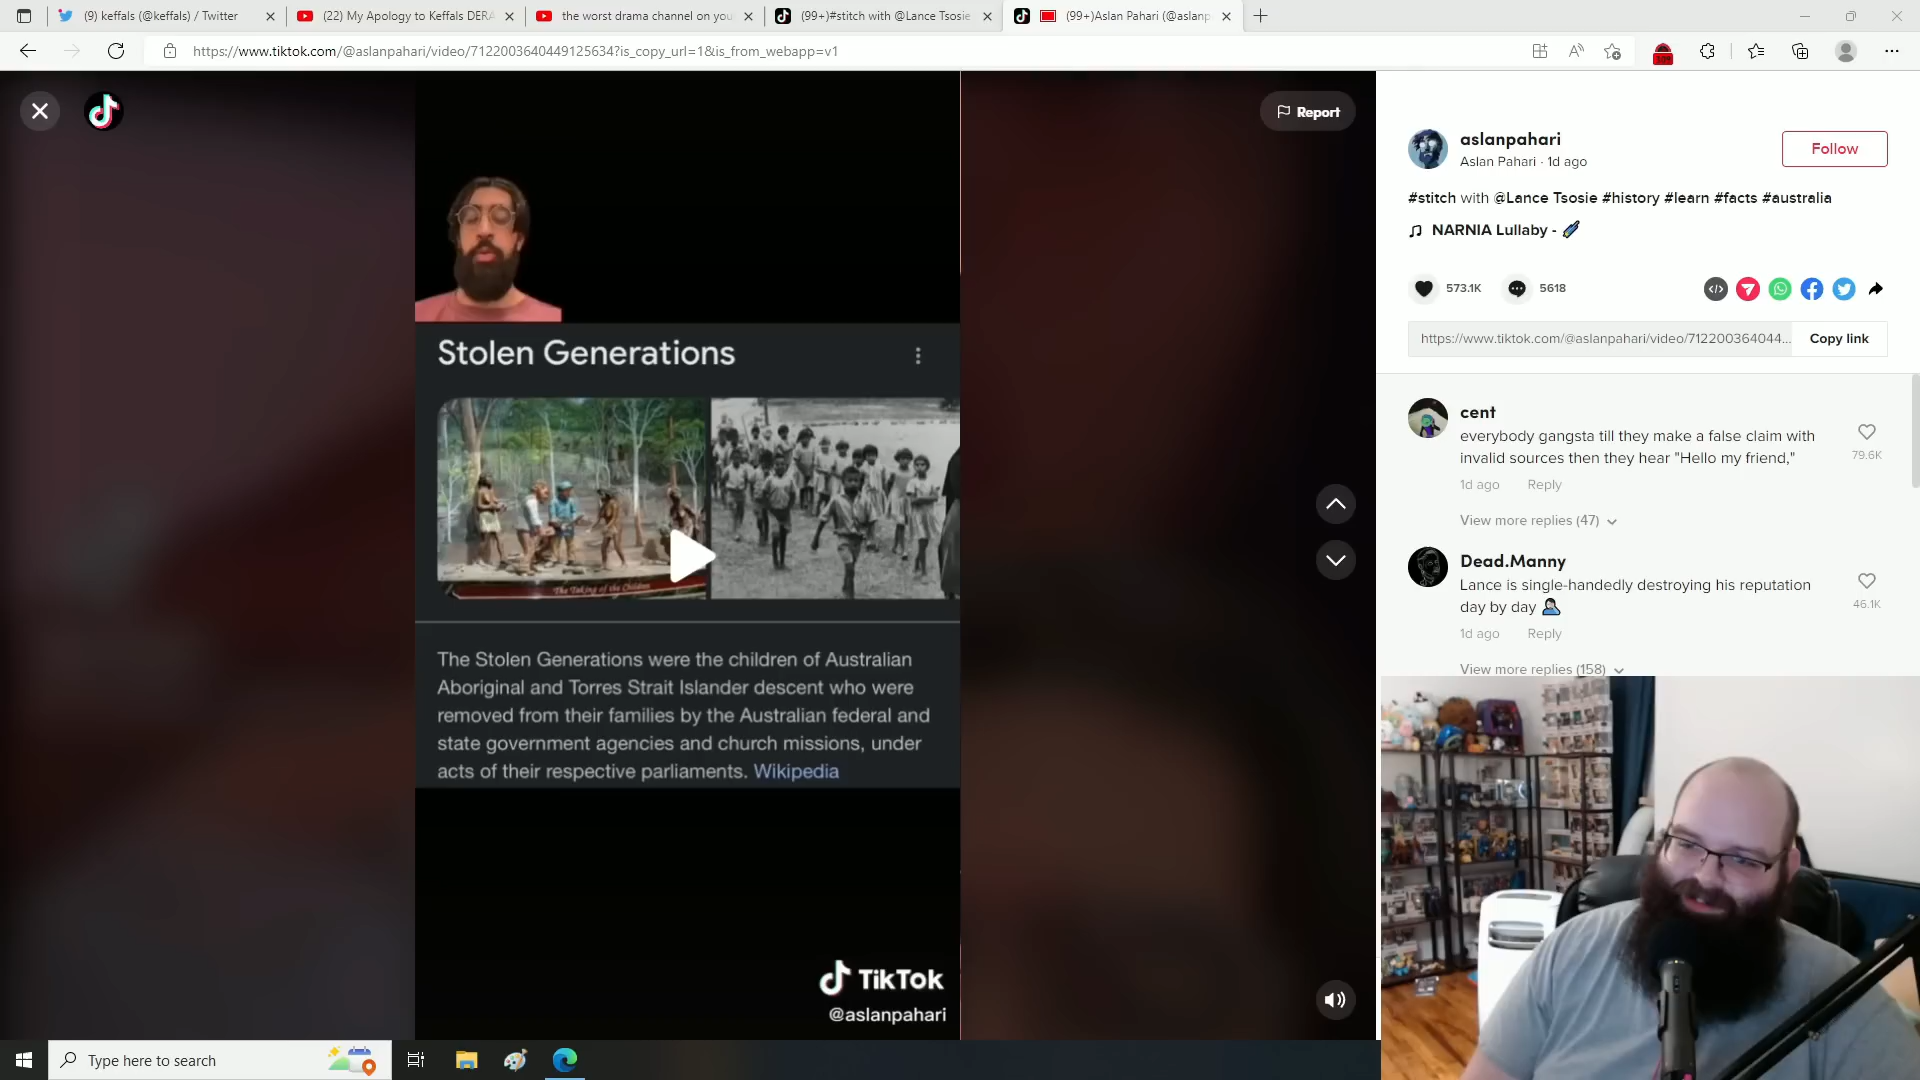 (9) keffals (@keffals) / Twitter
(22) My Apology to Keffals DERA
the worst drama channel on you
(99+)#stitch with @Lance Tsosie
(99+)Aslan Pahari (@aslanp
https://www.tiktok.com/@aslanpahari/video/7122003640449125634?is_copy_url=1&is_from_webapp=v1
Report
Stolen Generations
The Taking of the Children
The Stolen Generations were the children of Australian
Aboriginal and Torres Strait Islander descent who were
removed from their families by the Australian federal and
state government agencies and church missions, under
acts of their respective parliaments. Wikipedia
TikTok
@aslanpahari
aslanpahari
Aslan Pahari · 1d ago
Follow
#stitch with @Lance Tsosie #history #learn #facts #australia
NARNIA Lullaby -
573.1K
5618
https://www.tiktok.com/@aslanpahari/video/712200364044...
Copy link
cent
everybody gangsta till they make a false claim with
invalid sources then they hear "Hello my friend,"
79.6K
1d ago Reply
View more replies (47)
Dead.Manny
Lance is single-handedly destroying his reputation
day by day
46.1K
1d ago Reply
View more replies (158)
Type here to search